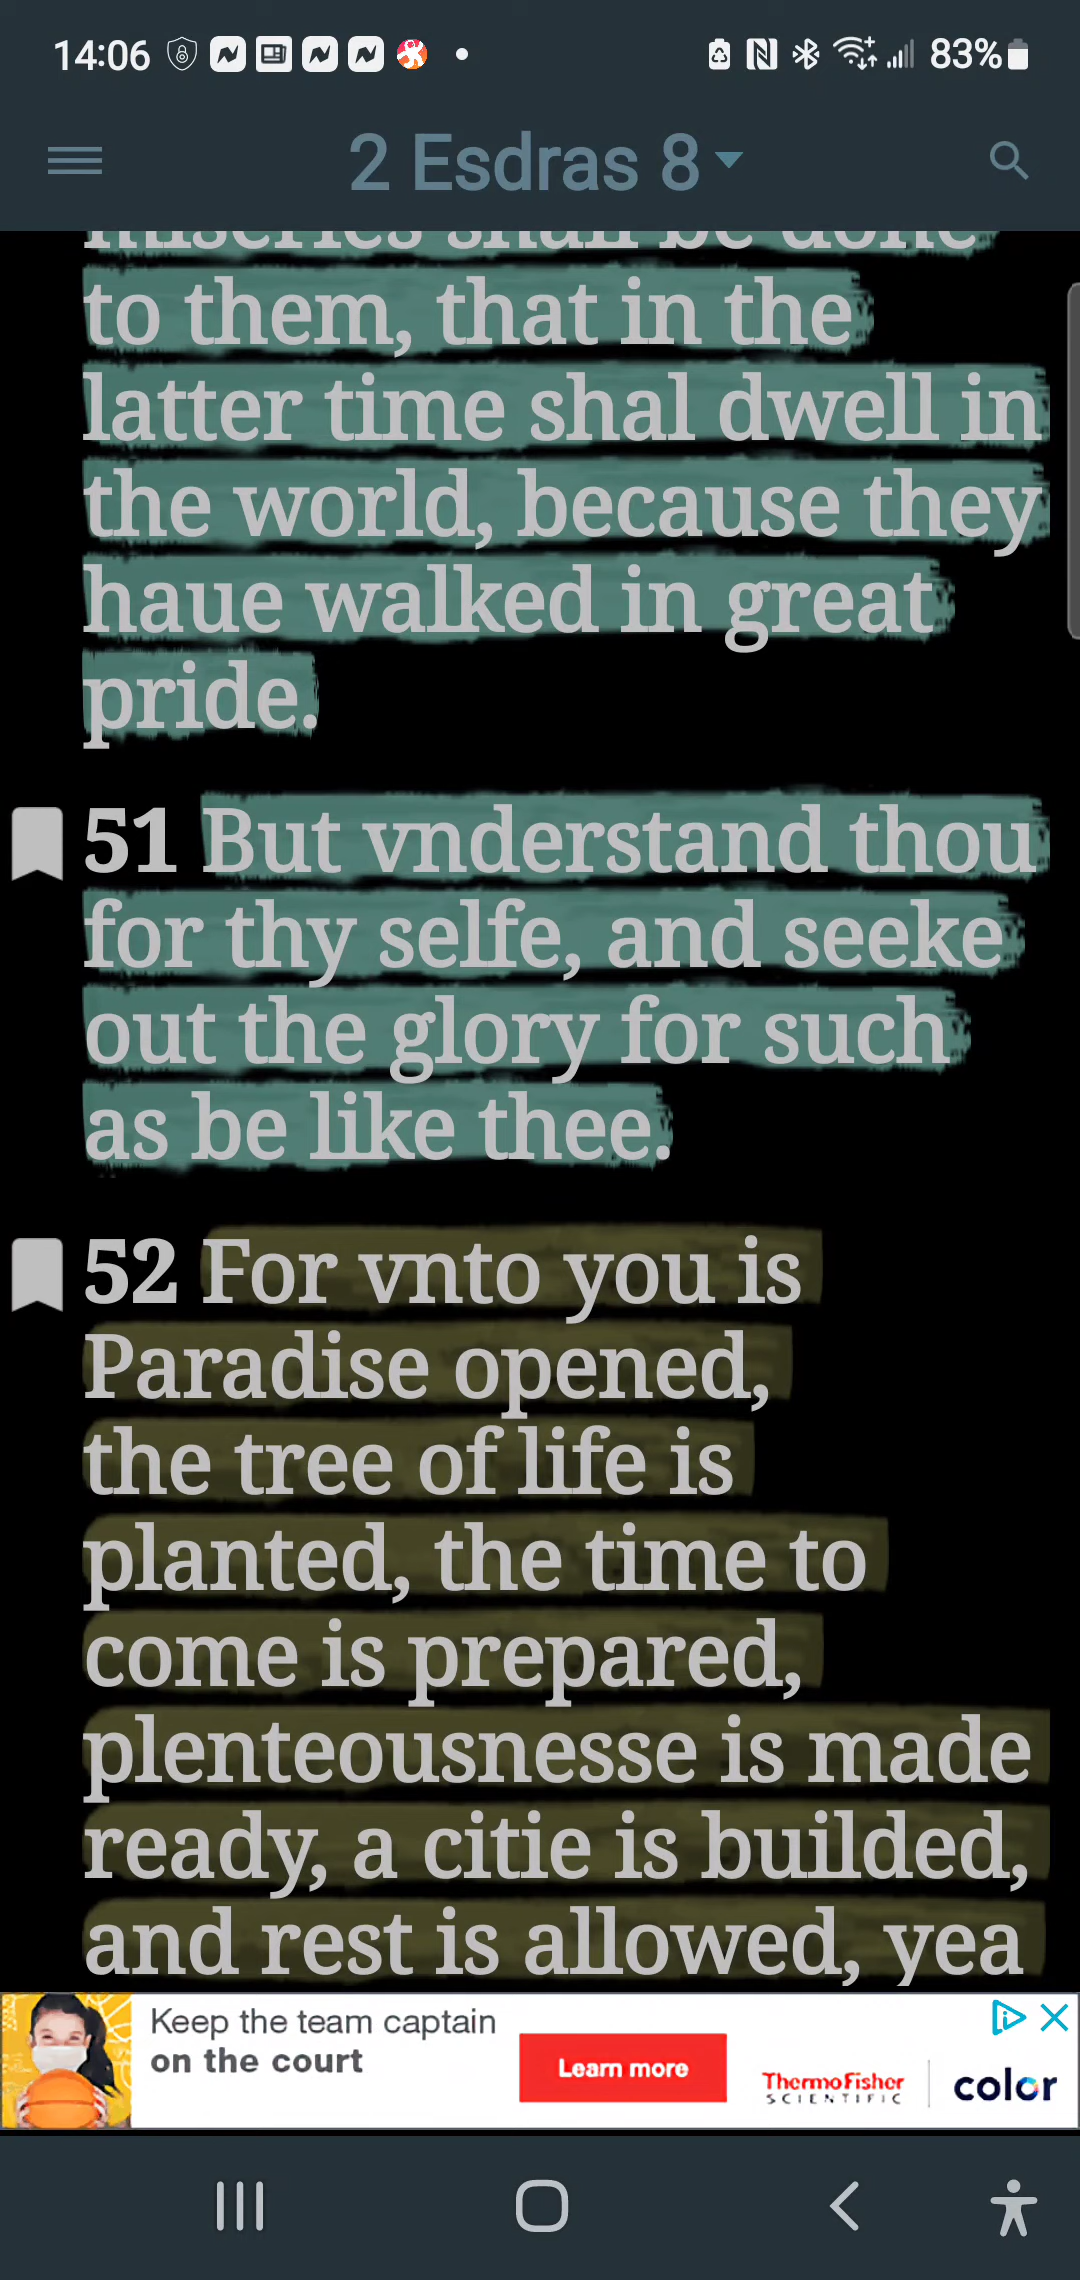 14:06 83%
2 Esdras 8
miseries shall be done
to them, that in the
latter time shal dwell in
the world, because they
haue walked in great
pride.
51 But vnderstand thou
for thy selfe, and seeke
out the glory for such
as be like thee.
52 For vnto you is
Paradise opened,
the tree of life is
planted, the time to
come is prepared,
plenteousnesse is made
ready, a citie is builded,
and rest is allowed, yea
Keep the team captain
on the court
Learn more
ThermoFisher
SCIENTIFIC
color